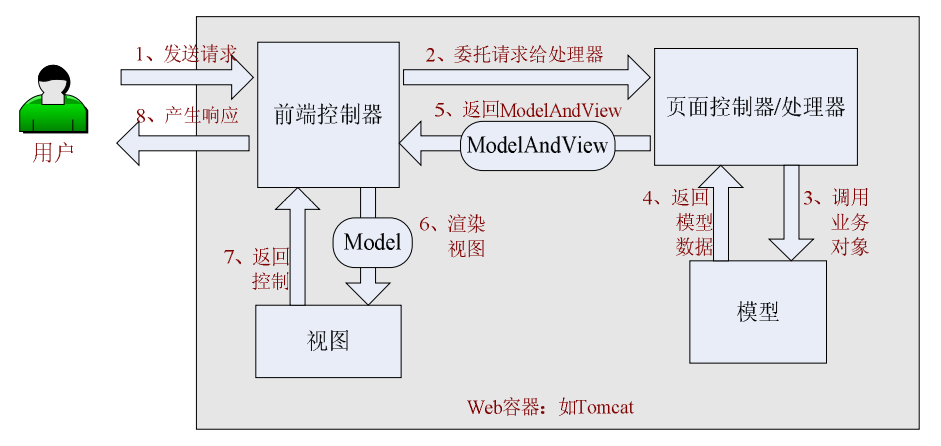 1、发送请求
2、委托请求给处理器
前端控制器
页面控制器/处理器
5、返回ModelAndView
ModelAndView
8、产生响应
用户
4、返回
模型
数据
3、调用
业务
对象
6、渲染
视图
Model
7、返回
控制
视图
模型
Web容器：如Tomcat